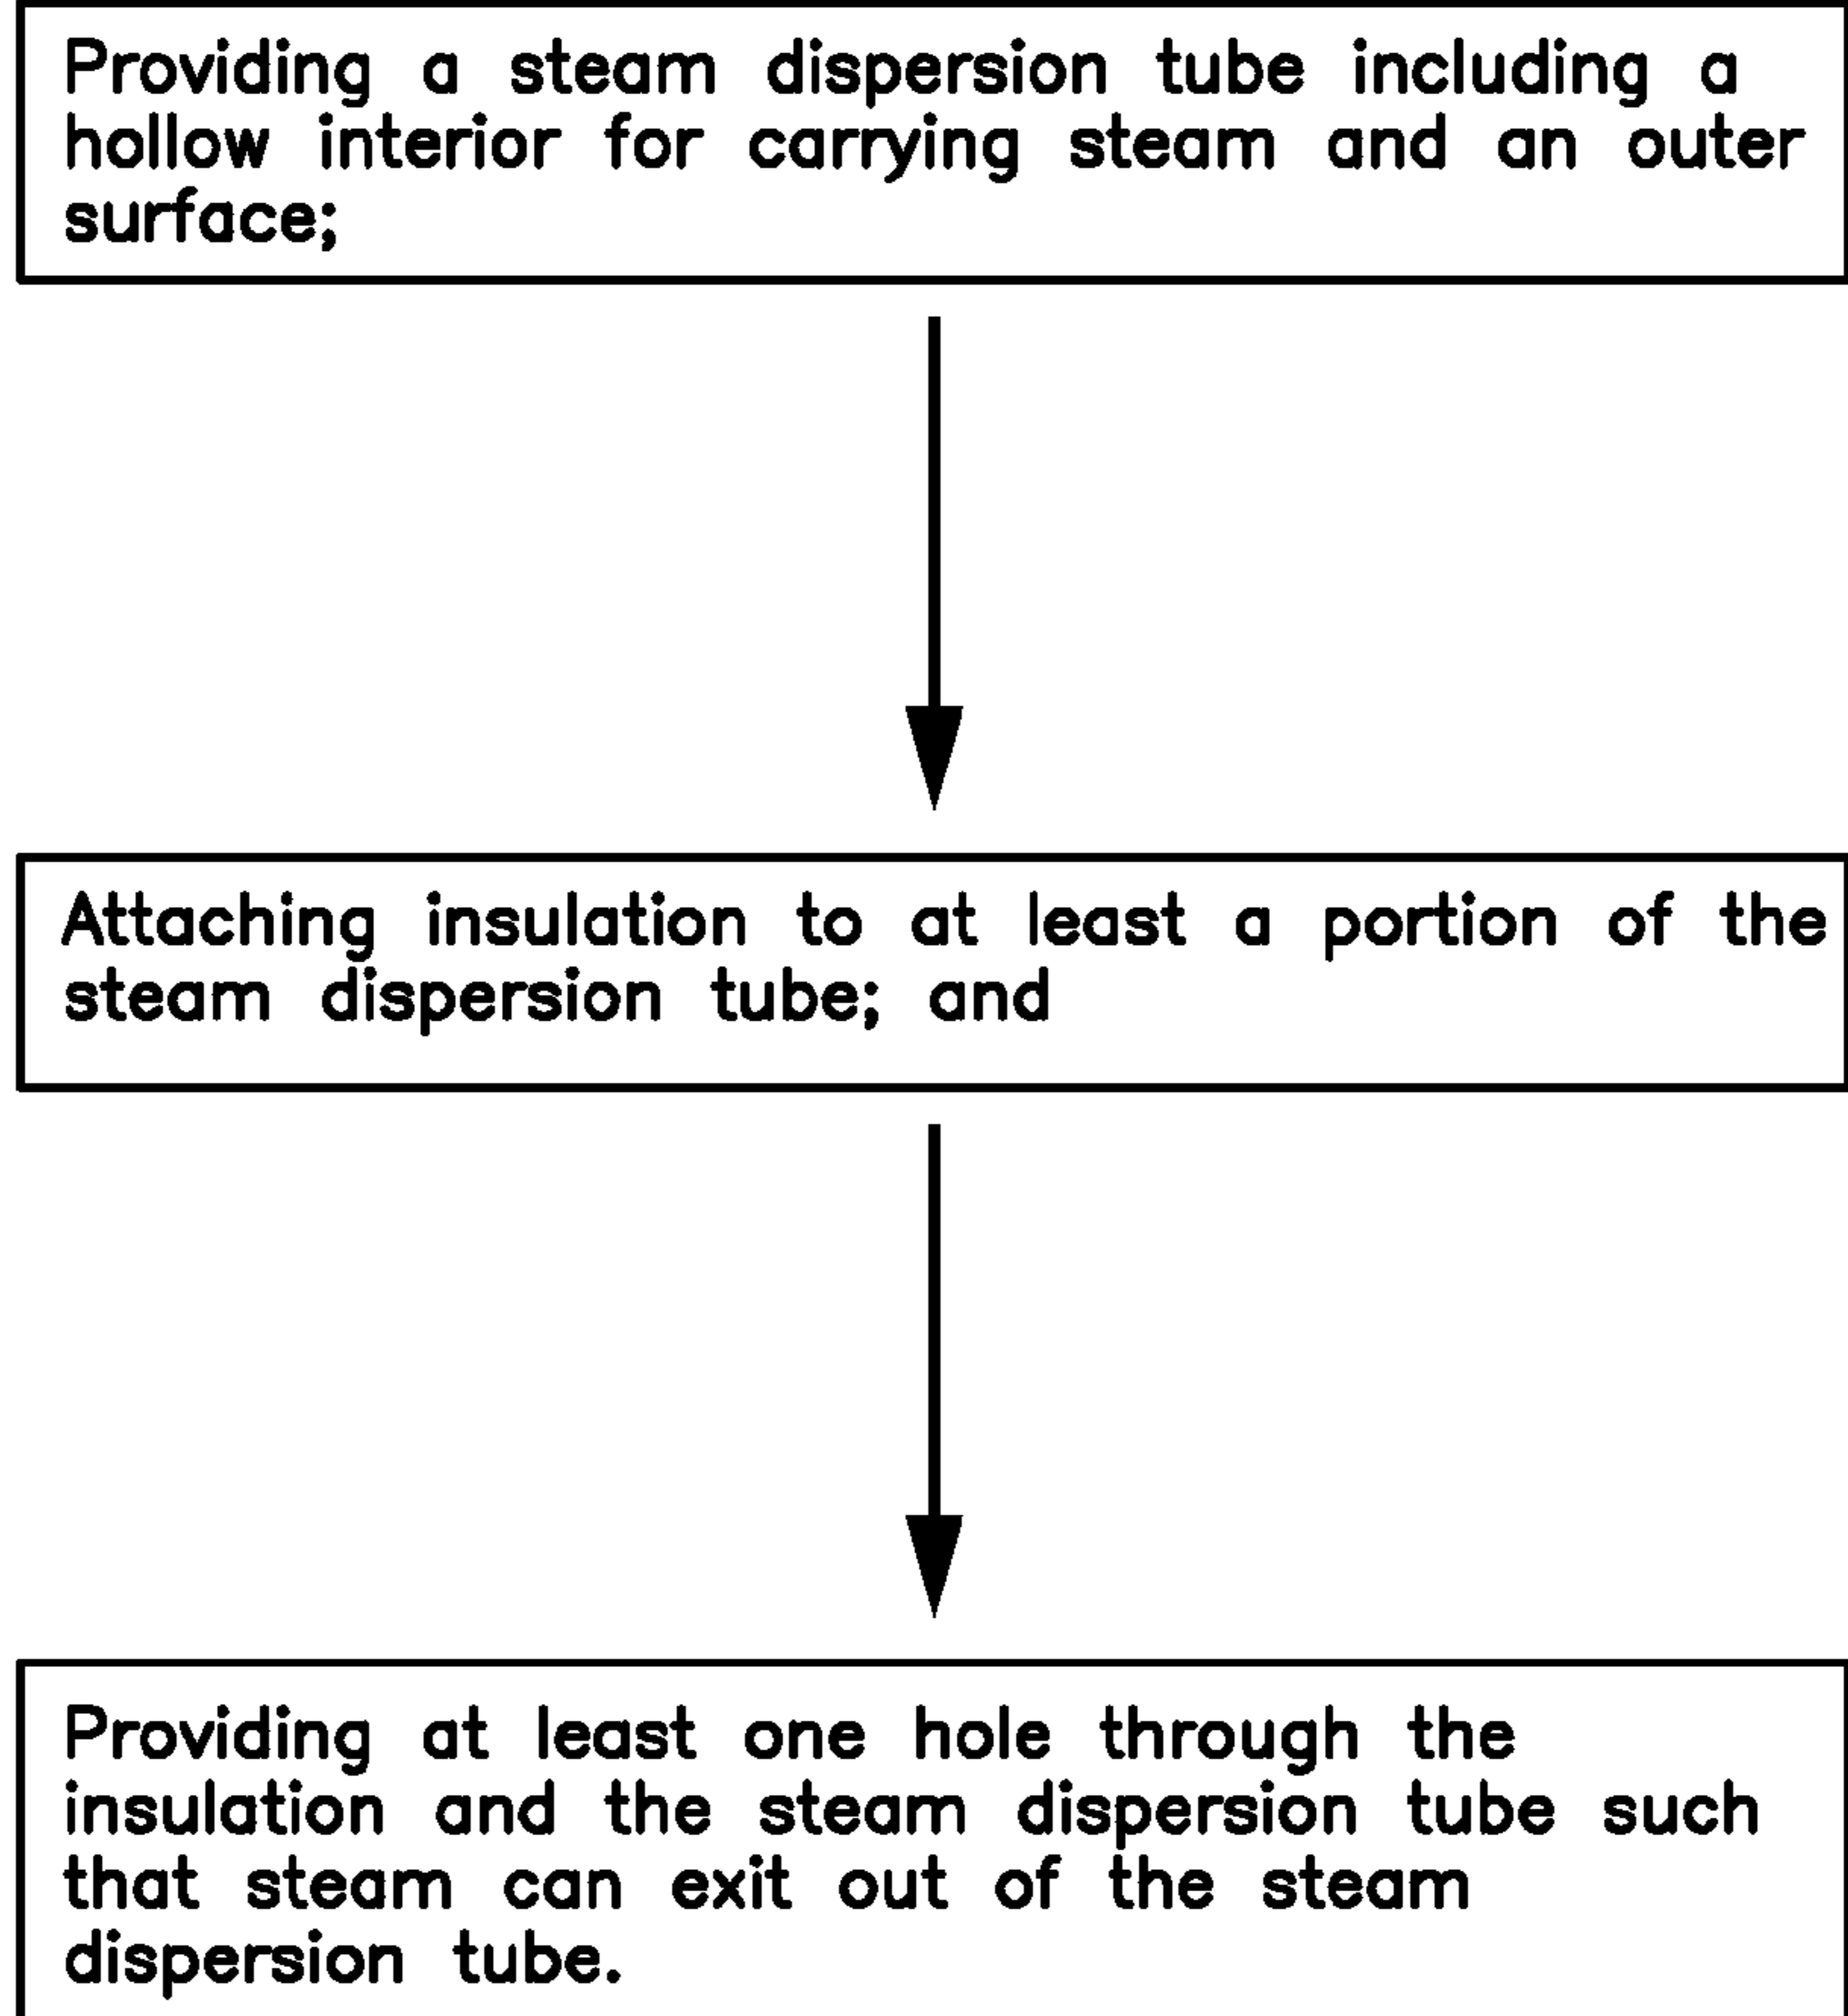 Providing a steam dispersion tube including a
hollow interior for carrying steam and an outer
surface;
Attaching insulation to at least a portion of the
steam dispersion tube; and
Providing at least one hole through the
insulation and the steam dispersion tube such
that steam can exit out of the steam
dispersion tube.